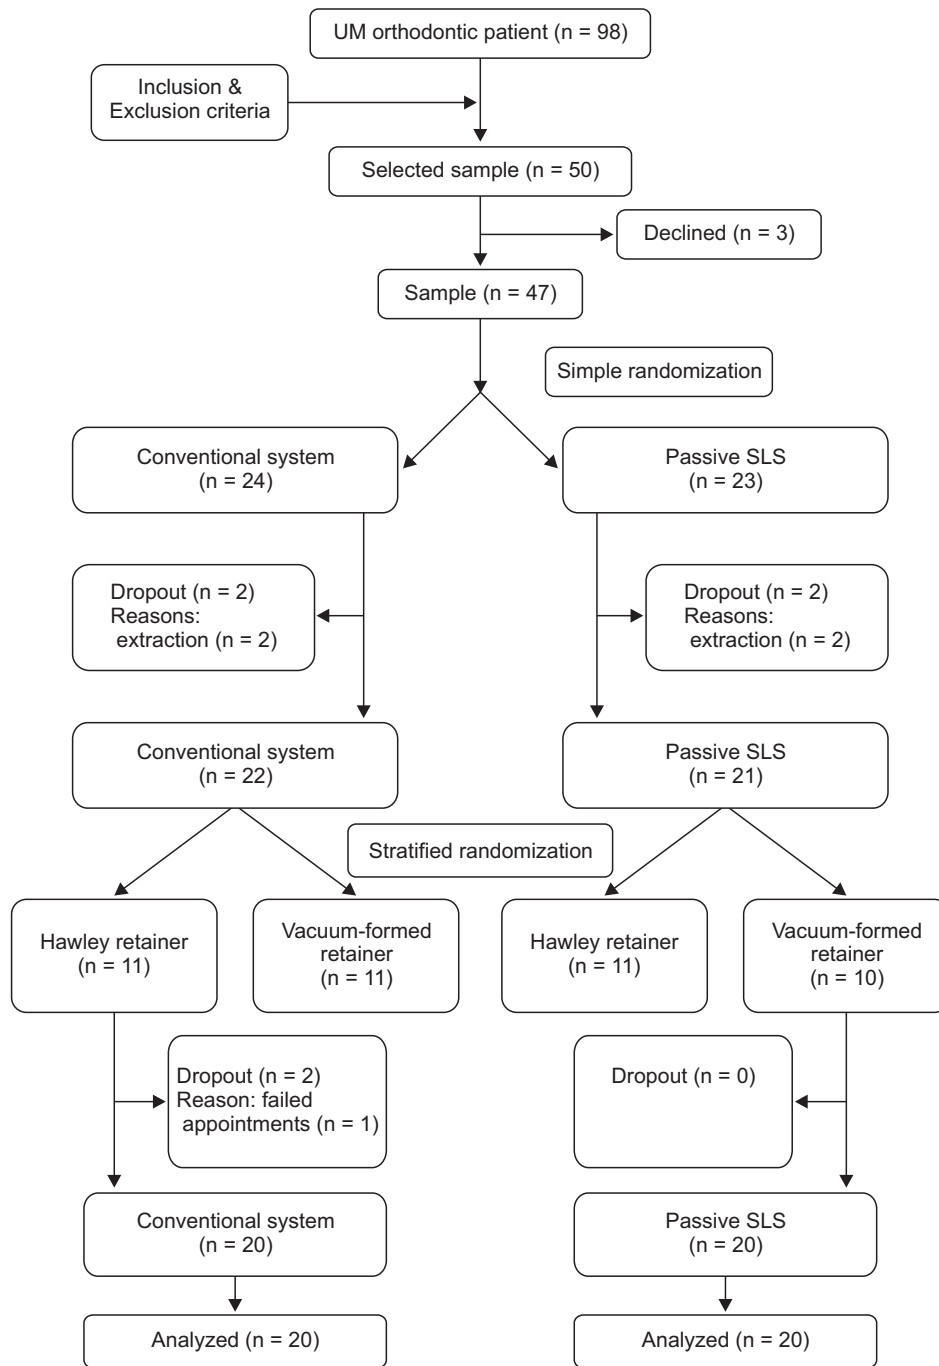 UM orthodontic patient (n = 98)
Inclusion &
Exclusion criteria
Selected sample (n = 50)
Declined (n = 3)
Sample (n = 47)
Simple randomization
Conventional system
(n = 24)
Passive SLS
(n = 23)
Dropout (n = 2)
Reasons:
extraction (n = 2)
Dropout (n = 2)
Reasons:
extraction (n = 2)
Conventional system
(n = 22)
Passive SLS
(n = 21)
Stratified randomization
Hawley retainer
(n = 11)
Vacuum-formed
retainer
(n = 11)
Hawley retainer
(n = 11)
Vacuum-formed
retainer
(n = 10)
Dropout (n = 2)
Reason: failed
appointments (n = 1)
Dropout (n = 0)
Conventional system
(n = 20)
Passive SLS
(n = 20)
Analyzed (n = 20)
Analyzed (n = 20)